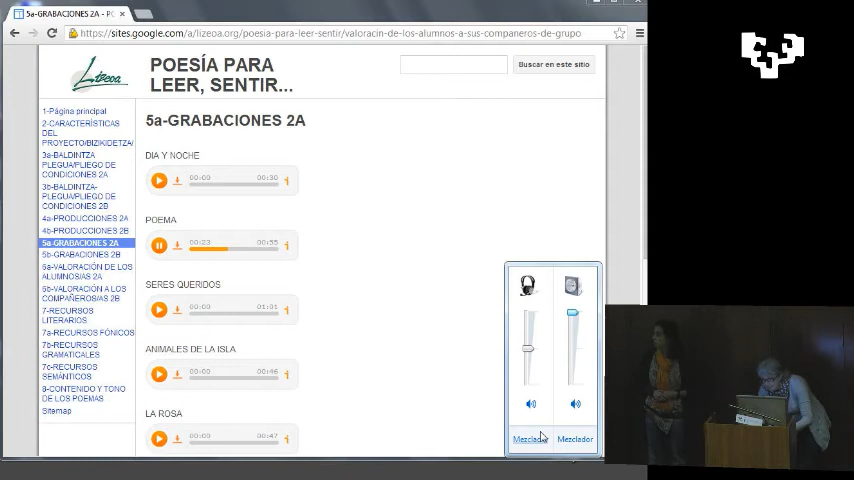 5a-GRABACIONES 2A - PO
https://sites.google.com/a/lizeoa.org/poesia-para-leer-sentir/valoracin-de-los-alumnos-a-sus-companeros-de-grupo
Lizeoa
POESÍA PARA
LEER, SENTIR...
Buscar en este sitio
1-Página principal
2-CARACTERÍSTICAS
DEL
PROYECTO/BIZIKIDETZA/
3a-BALDINTZA
PLEGUA/PLIEGO DE
CONDICIONES 2A
3b-BALDINTZA-
PLEGUA/PLIEGO DE
CONDICIONES 2B
4a-PRODUCCIONES 2A
4b-PRODUCCIONES 2B
5a-GRABACIONES 2A
5b-GRABACIONES 2B
6a-VALORACIÓN DE LOS
ALUMNOS/AS 2A
6b-VALORACIÓN A LOS
COMPAÑEROS/AS 2B
7-RECURSOS
LITERARIOS
7a-RECURSOS FÓNICOS
7b-RECURSOS
GRAMATICALES
7c-RECURSOS
SEMÁNTICOS
8-CONTENIDO Y TONO
DE LOS POEMAS
Sitemap
5a-GRABACIONES 2A
DIA Y NOCHE
00:00 00:30
POEMA
00:23 00:55
SERES QUERIDOS
00:00 01:01
ANIMALES DE LA ISLA
00:00 00:46
LA ROSA
00:00 00:47
Mezclador Mezclador